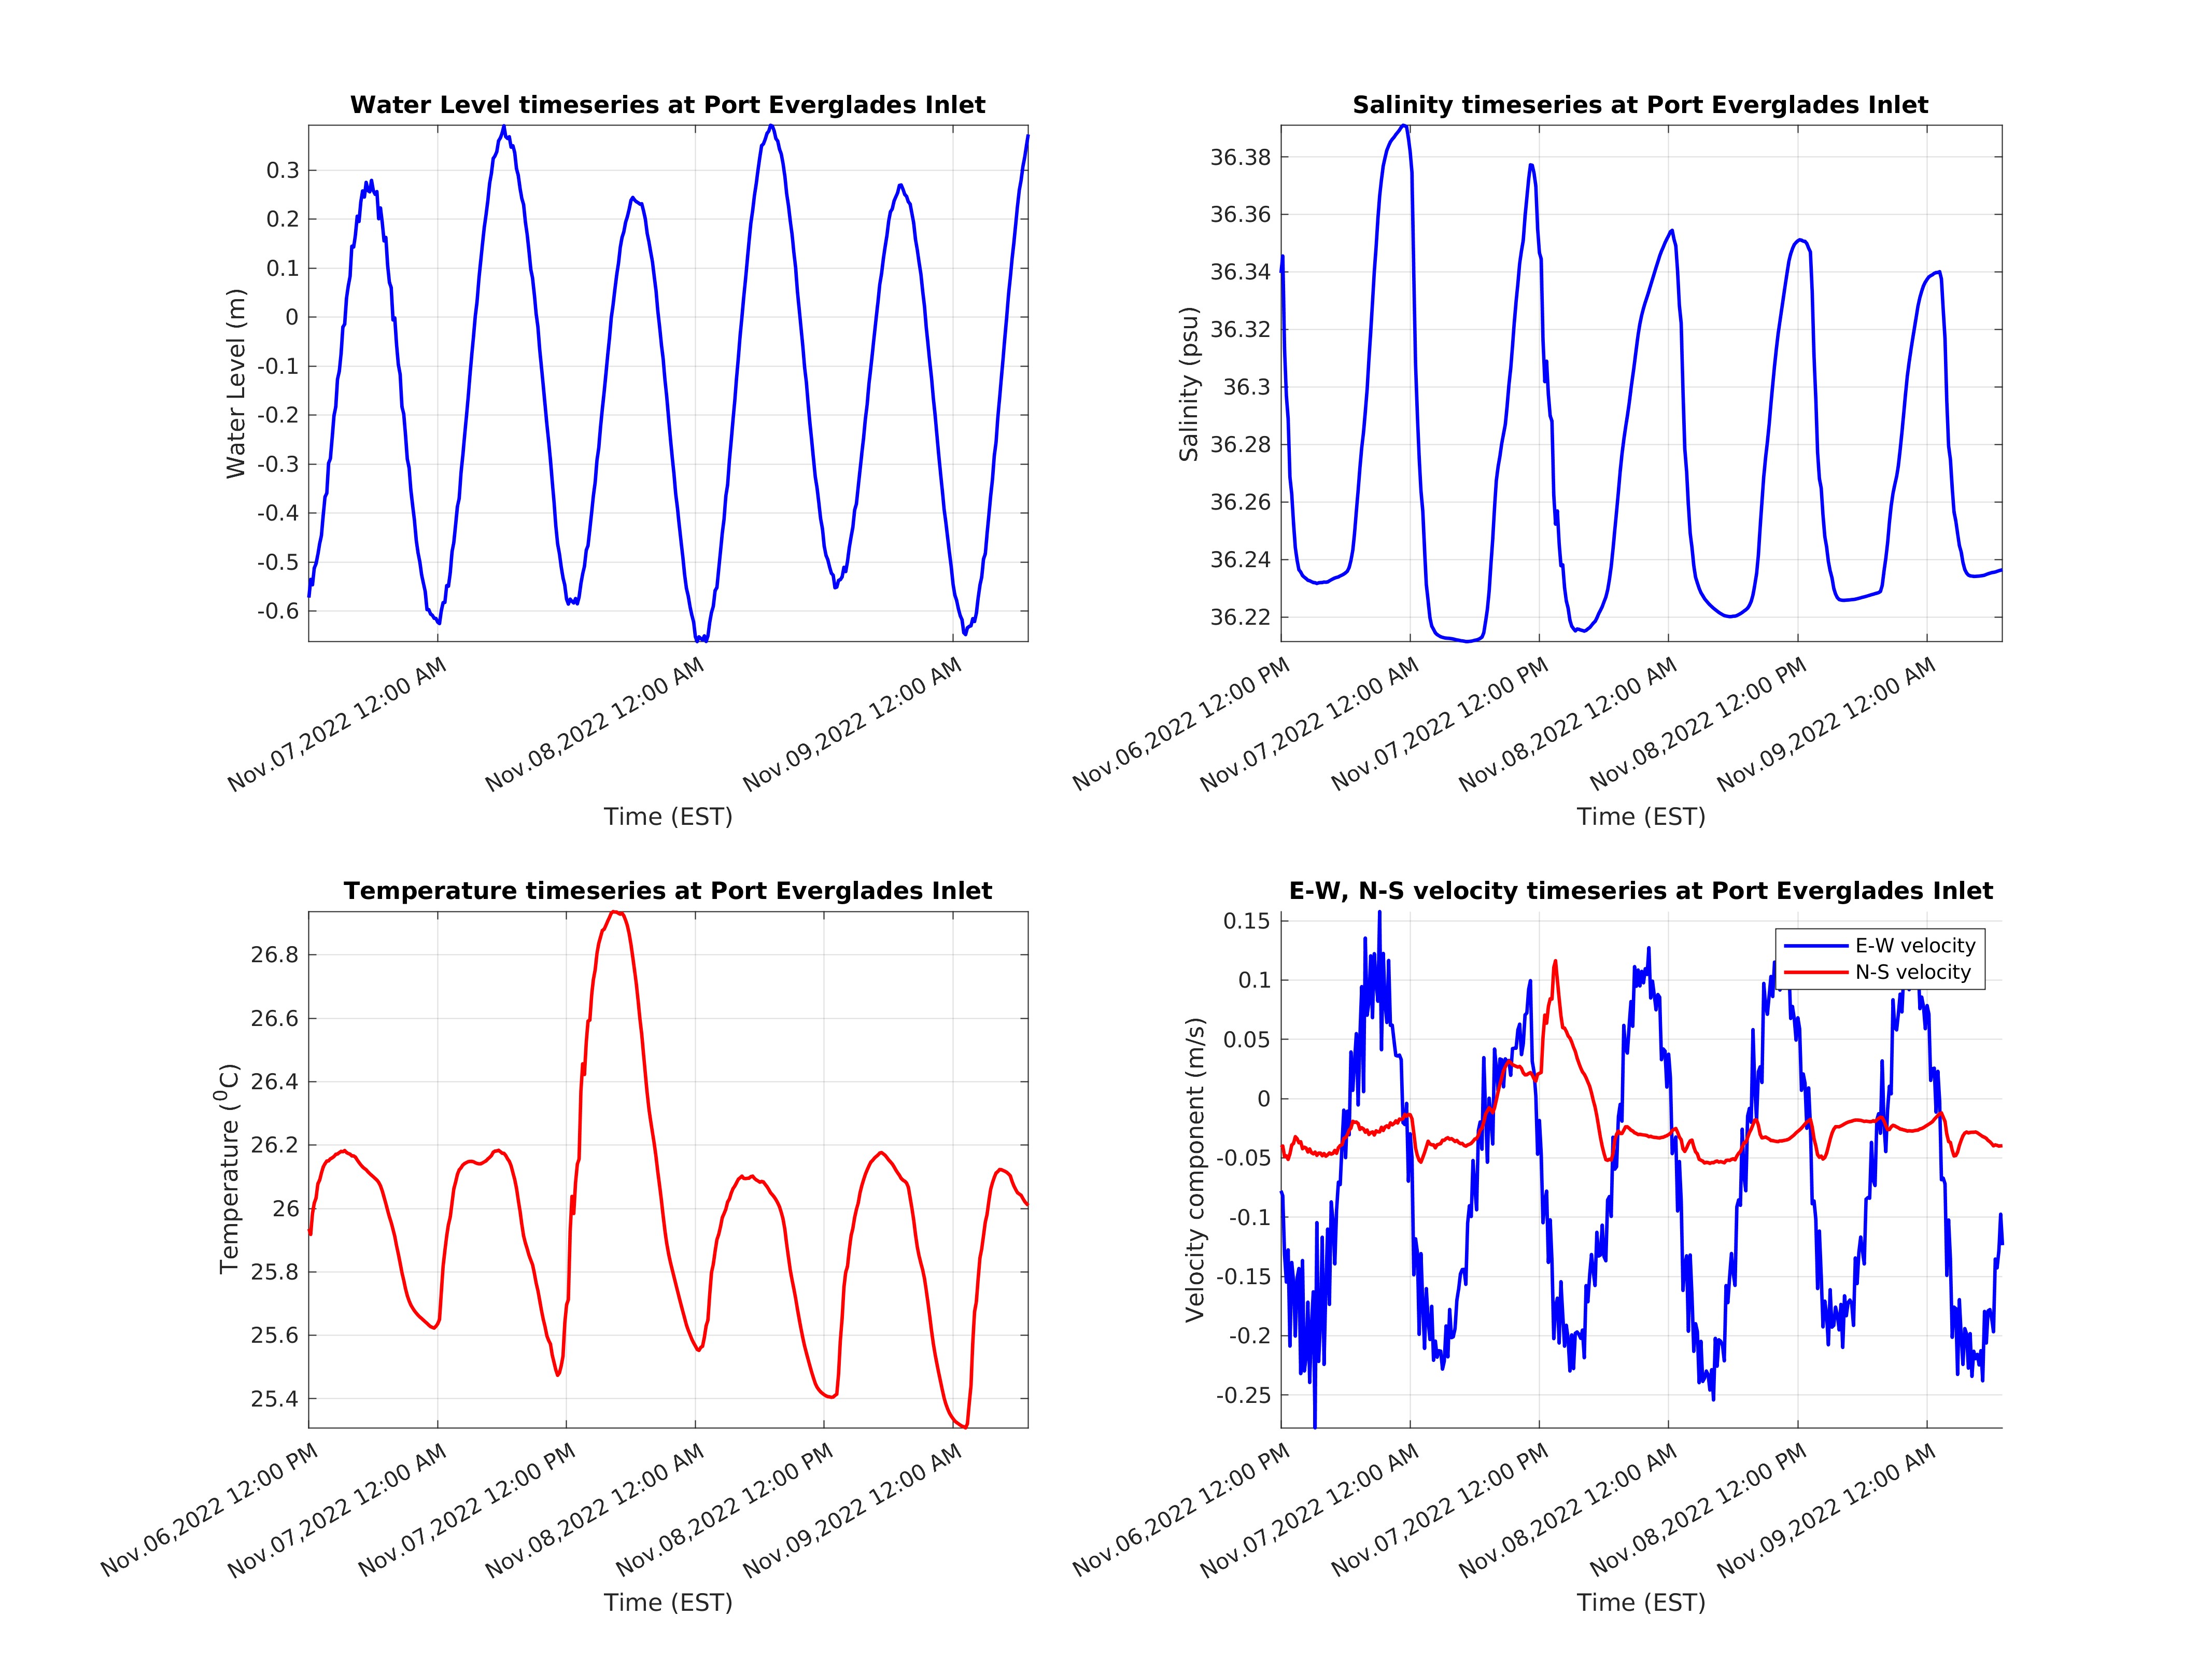 Water Level timeseries at Port Everglades Inlet
0.3
0.2
0.1
0
-0.1
-0.2
-0.3
-0.4
-0.5
-0.6
Water Level (m)
Nov.07,2022 12:00 AM
Nov.08,2022 12:00 AM
Nov.09,2022 12:00 AM
Time (EST)
Salinity timeseries at Port Everglades Inlet
36.38
36.36
36.34
36.32
36.3
36.28
36.26
36.24
36.22
Salinity (psu)
Nov.06,2022 12:00 PM
Nov.07,2022 12:00 AM
Nov.07,2022 12:00 PM
Nov.08,2022 12:00 AM
Nov.08,2022 12:00 PM
Nov.09,2022 12:00 AM
Time (EST)
Temperature timeseries at Port Everglades Inlet
26.8
26.6
26.4
26.2
26
25.8
25.6
25.4
Temperature (⁰C)
Nov.06,2022 12:00 PM
Nov.07,2022 12:00 AM
Nov.07,2022 12:00 PM
Nov.08,2022 12:00 AM
Nov.08,2022 12:00 PM
Nov.09,2022 12:00 AM
Time (EST)
E-W, N-S velocity timeseries at Port Everglades Inlet
E-W velocity
N-S velocity
0.15
0.1
0.05
0
-0.05
-0.1
-0.15
-0.2
-0.25
Velocity component (m/s)
Nov.06,2022 12:00 PM
Nov.07,2022 12:00 AM
Nov.07,2022 12:00 PM
Nov.08,2022 12:00 AM
Nov.08,2022 12:00 PM
Nov.09,2022 12:00 AM
Time (EST)